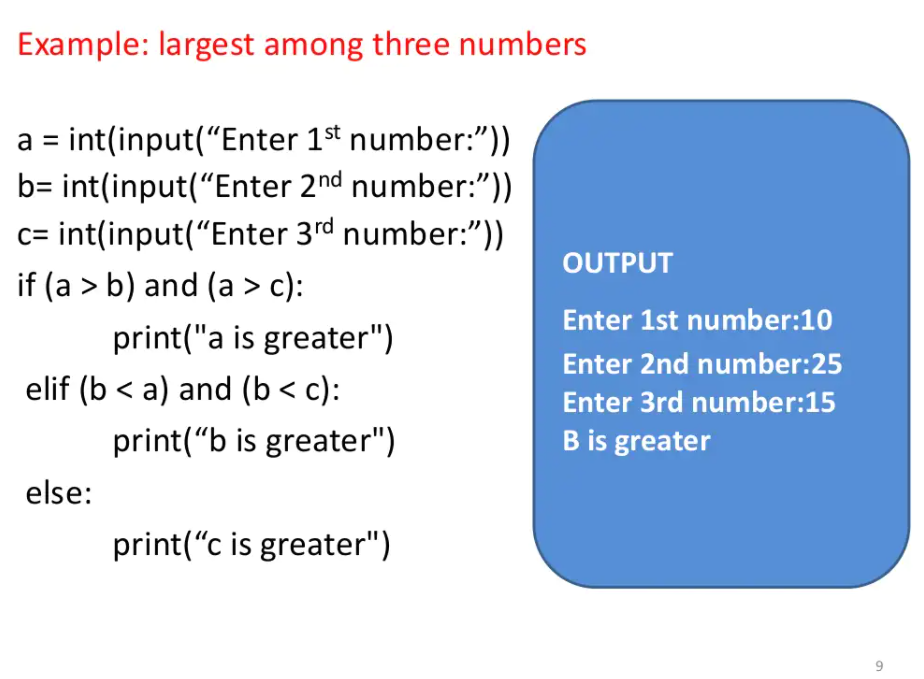 Example: largest among three numbers
a = int(input(“Enter 1st number:”))
b= int(input(“Enter 2nd number:”))
c= int(input(“Enter 3rd number:”))
if (a > b) and (a > c):
print("a is greater")
elif (b < a) and (b < c):
print(“b is greater")
else:
print(“c is greater")
OUTPUT
Enter 1st number:10
Enter 2nd number:25
Enter 3rd number:15
B is greater
9